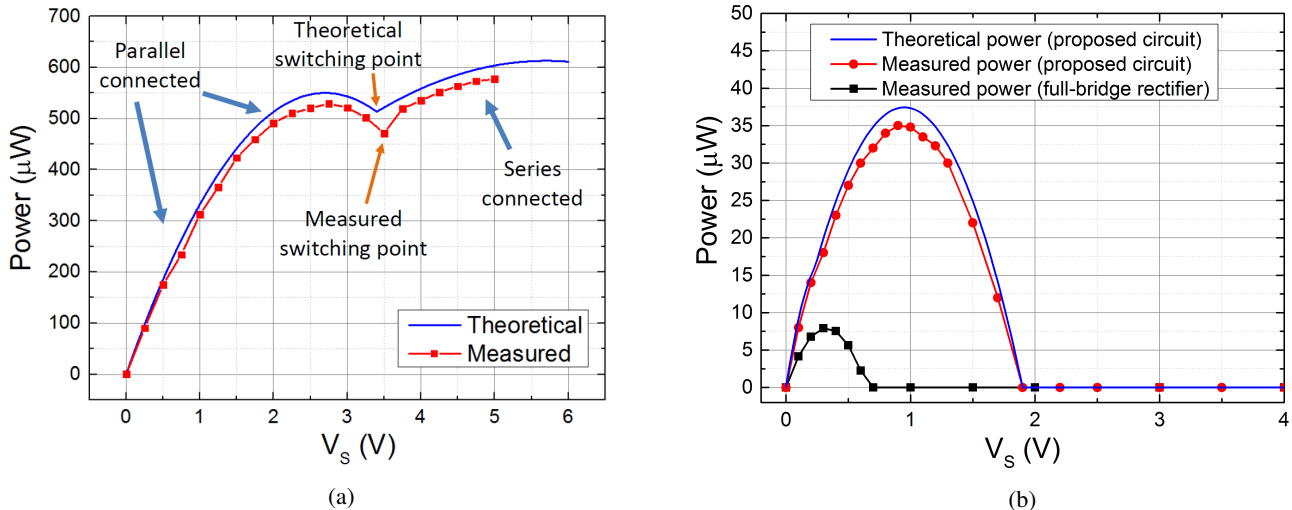 700
600
500
400
300
200
100
0
Power (μW)
0 1 2 3 4 5 6
V_S (V)
Parallel
connected
Theoretical
switching point
Measured
switching point
Series
connected
Theoretical
Measured
(a)
50
45
40
35
30
25
20
15
10
5
0
Power (μW)
0 1 2 3 4
V_S (V)
Theoretical power (proposed circuit)
Measured power (proposed circuit)
Measured power (full-bridge rectifier)
(b)